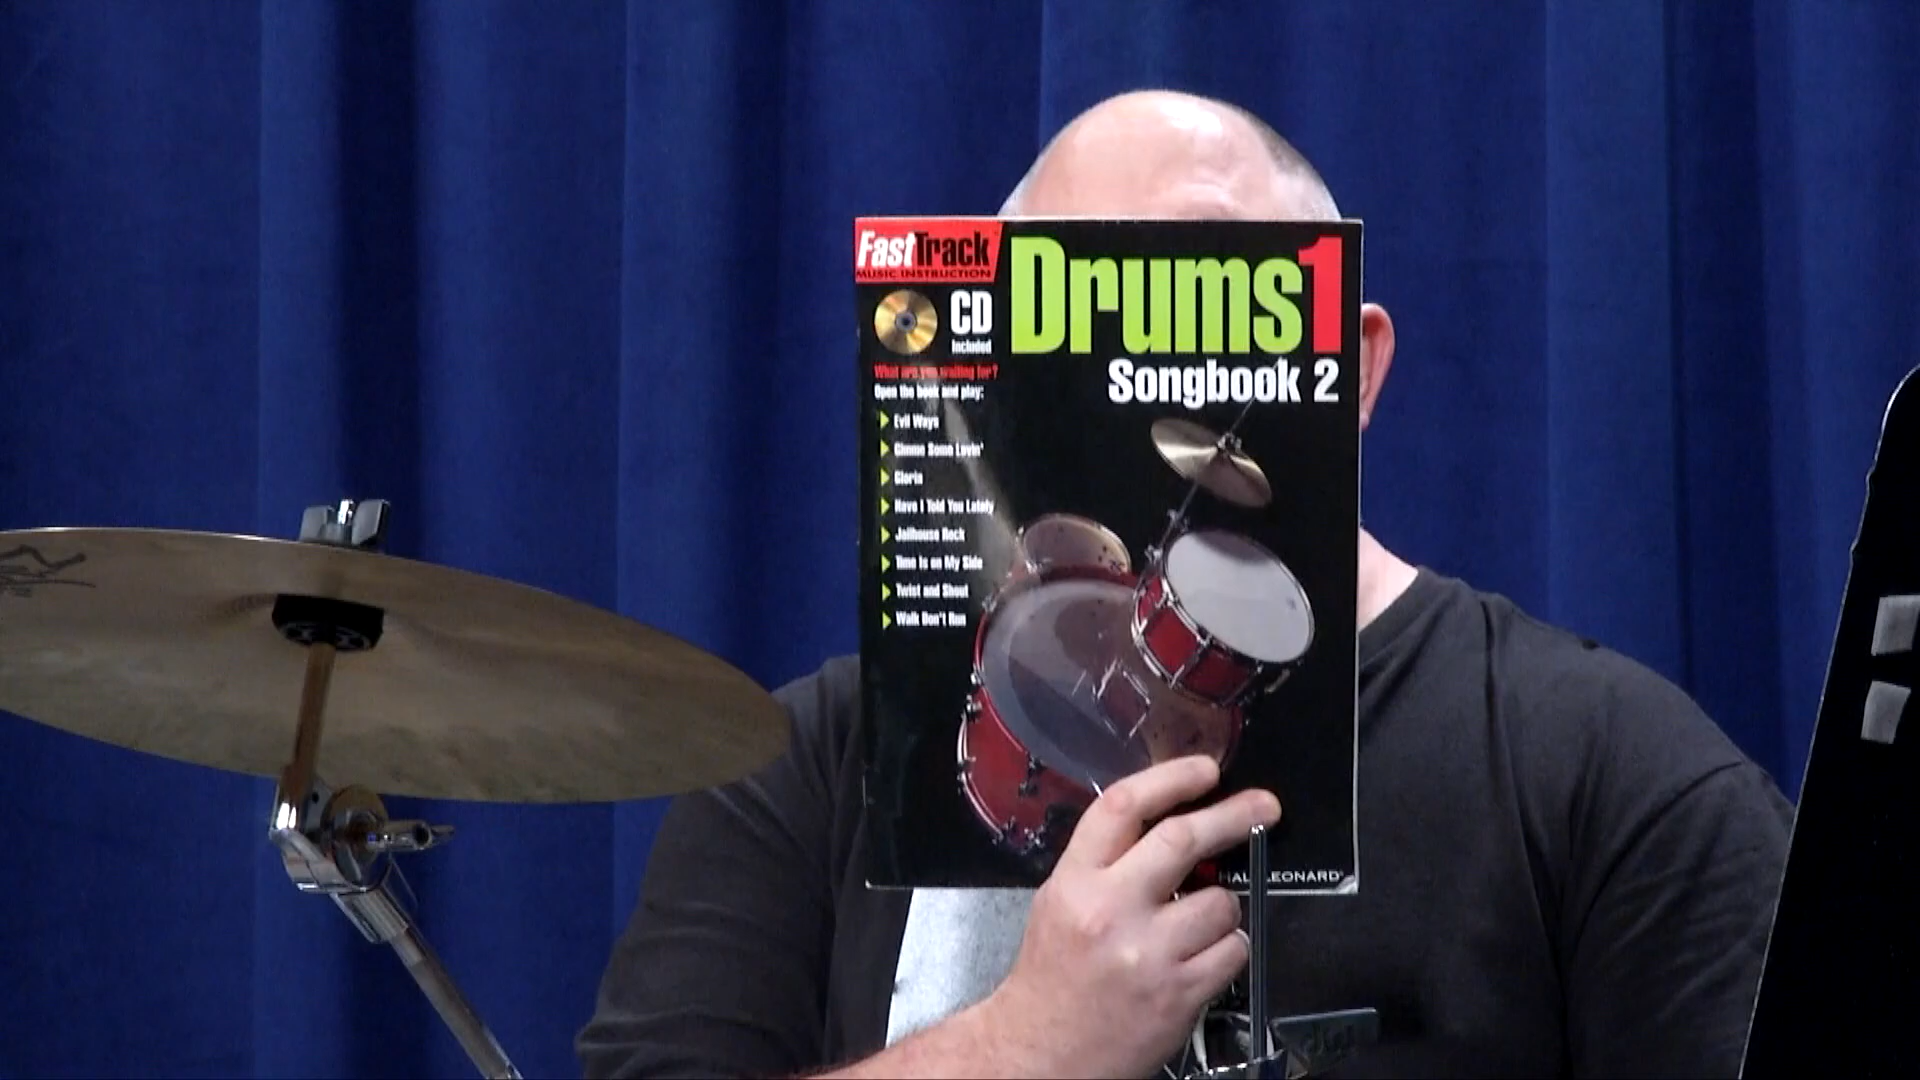 FastTrack
MUSIC INSTRUCTION
Drums1
Songbook 2
CD
Included
What are you waiting for?
Open the book and play:
Evil Ways
Gimme Some Lovin'
Gloria
Have I Told You Lately
Jailhouse Rock
Time Is on My Side
Twist and Shout
Walk Don't Run
HAL LEONARD